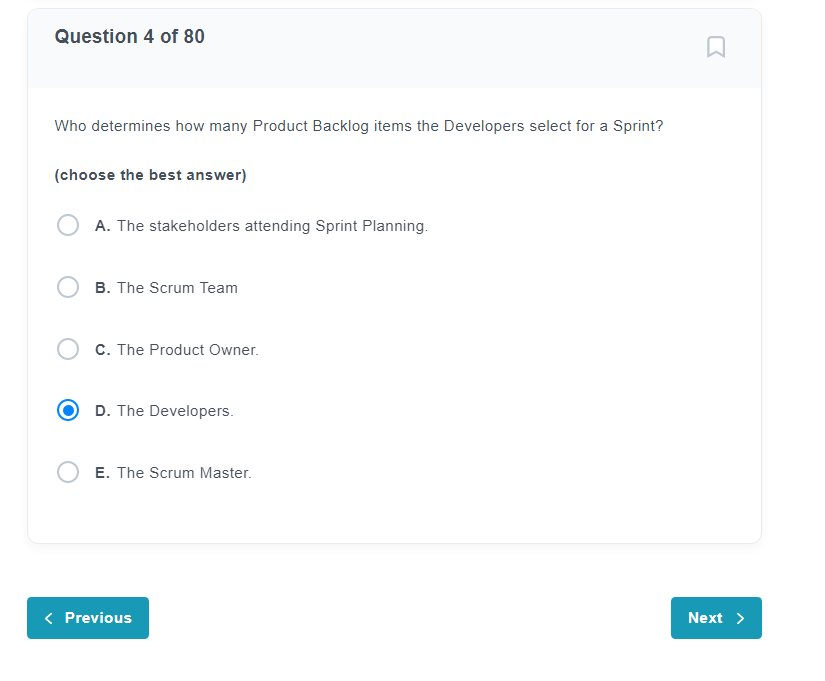 Question 4 of 80
Who determines how many Product Backlog items the Developers select for a Sprint?
(choose the best answer)
A. The stakeholders attending Sprint Planning.
B. The Scrum Team
C. The Product Owner.
D. The Developers.
E. The Scrum Master.
Previous
Next